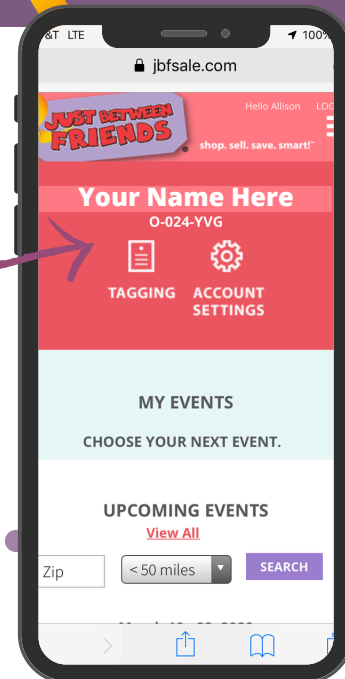 &T LTE
100%
jbfsale.com
Hello Allison
JUST BETWEEN
FRIENDS
shop. sell. save. smart!™
Your Name Here
O-024-YVG
TAGGING
ACCOUNT
SETTINGS
MY EVENTS
CHOOSE YOUR NEXT EVENT.
UPCOMING EVENTS
View All
Zip
< 50 miles
SEARCH